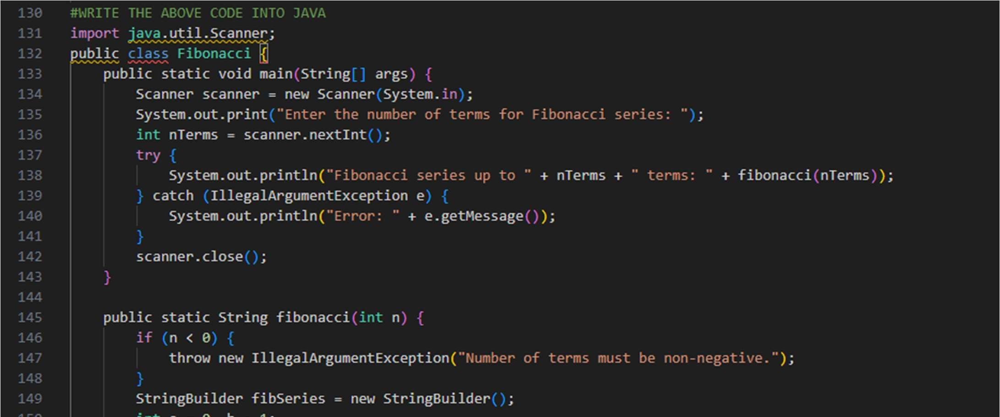 130 #WRITE THE ABOVE CODE INTO JAVA
131 import java.util.Scanner;
132 public class Fibonacci {
133     public static void main(String[] args) {
134         Scanner scanner = new Scanner(System.in);
135         System.out.print("Enter the number of terms for Fibonacci series: ");
136         int nTerms = scanner.nextInt();
137         try {
138             System.out.println("Fibonacci series up to " + nTerms + " terms: " + fibonacci(nTerms));
139         } catch (IllegalArgumentException e) {
140             System.out.println("Error: " + e.getMessage());
141         }
142         scanner.close();
143     }
144
145     public static String fibonacci(int n) {
146         if (n < 0) {
147             throw new IllegalArgumentException("Number of terms must be non-negative.");
148         }
149         StringBuilder fibSeries = new StringBuilder();